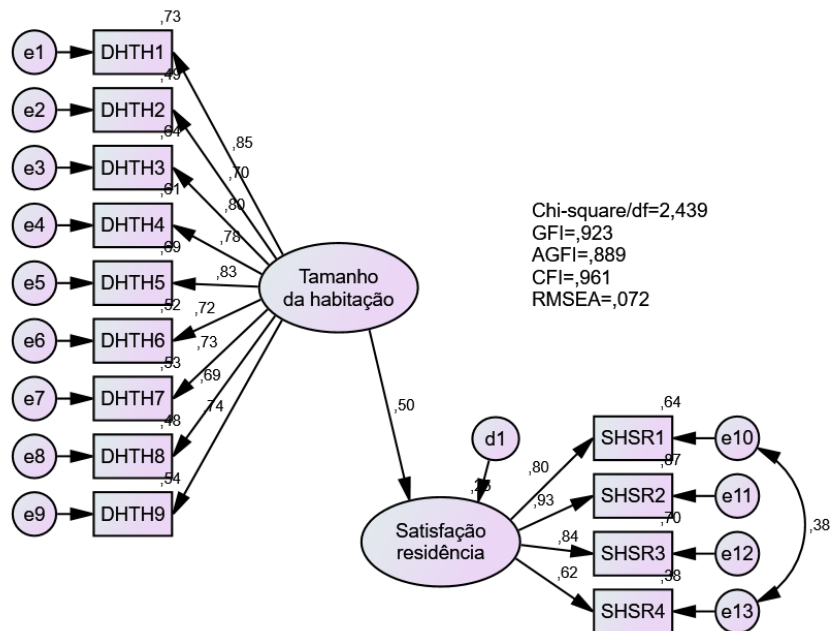 ,73
e1
DHTH1
,49
e2
DHTH2
,64
e3
DHTH3
,61
e4
DHTH4
,69
e5
DHTH5
,52
e6
DHTH6
,53
e7
DHTH7
,48
e8
DHTH8
,54
e9
DHTH9
,85
,70
,80
,78
,83
,72
,73
,69
,74
Tamanho
da habitação
Chi-square/df=2,439
GFI=,923
AGFI=,889
CFI=,961
RMSEA=,072
,50
d1
,25
Satisfação
residência
,80
,93
,84
,62
,64
SHSR1
e10
,87
SHSR2
e11
,70
SHSR3
e12
,38
SHSR4
e13
,38